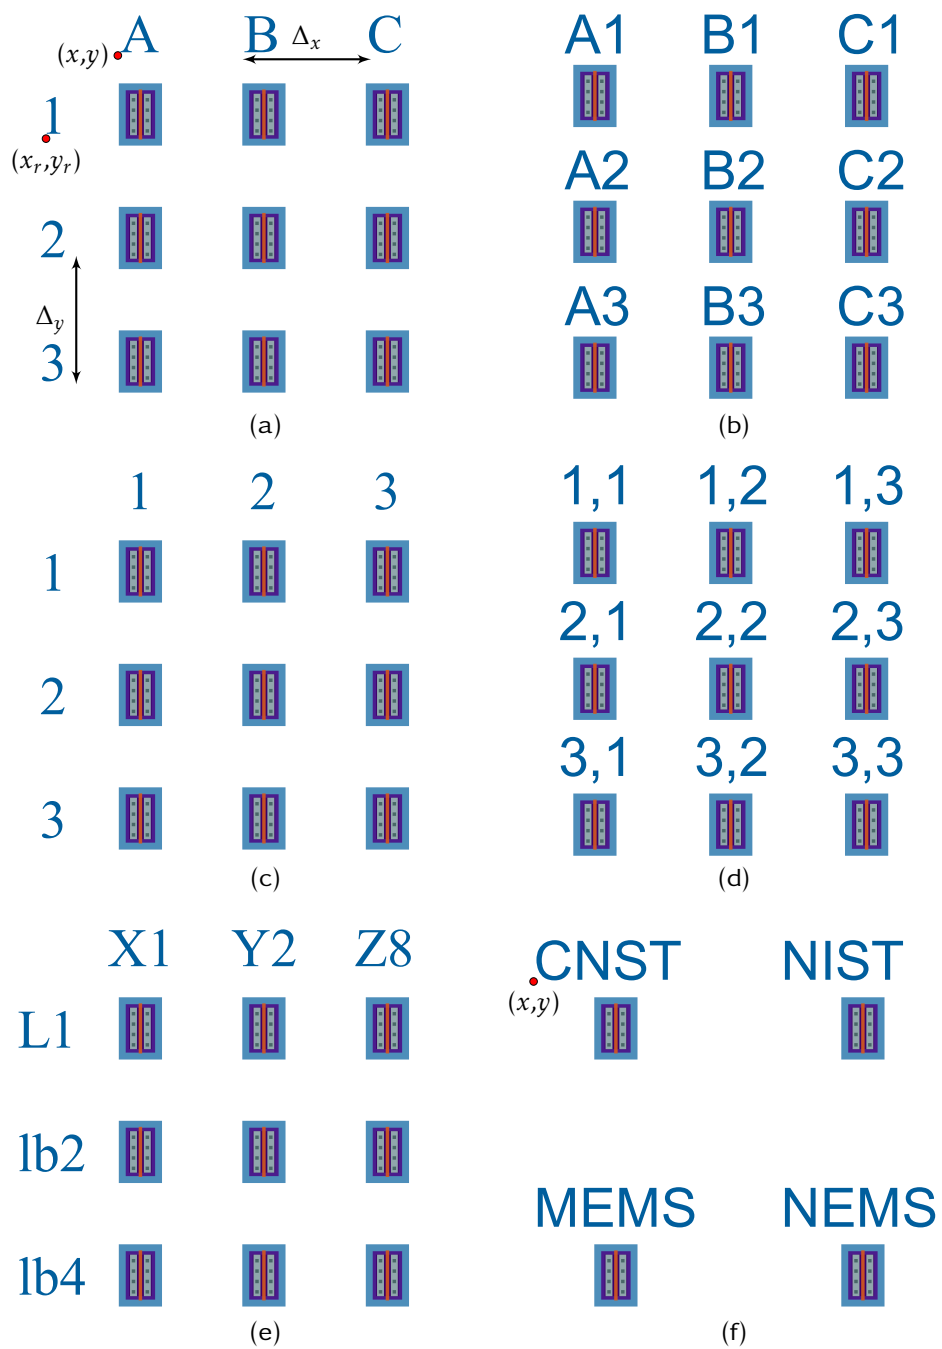 A B C
(x,y) Δx
1
(xr,yr)
2
Δy
3
(a)
A1 B1 C1
A2 B2 C2
A3 B3 C3
(b)
1 2 3
1
2
3
(c)
1,1 1,2 1,3
2,1 2,2 2,3
3,1 3,2 3,3
(d)
X1 Y2 Z8
L1
lb2
lb4
(e)
CNST NIST
(x,y)
MEMS NEMS
(f)